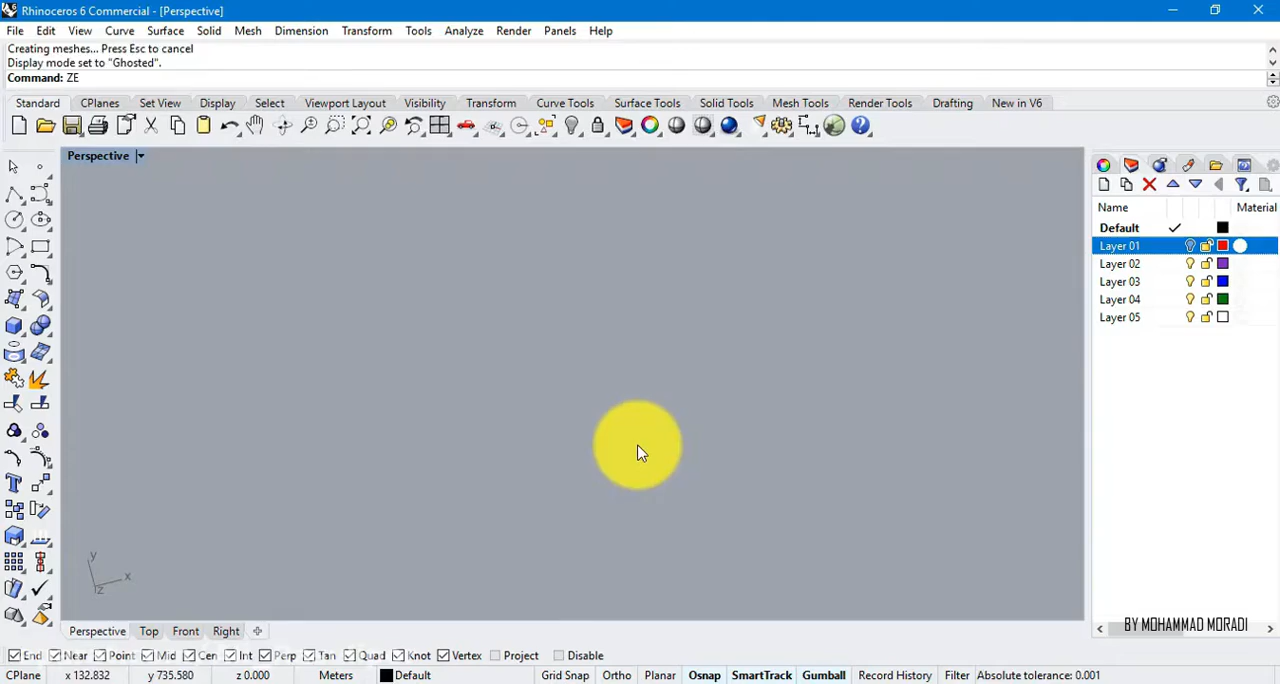 Rhinoceros 6 Commercial - [Perspective]
File Edit View Curve Surface Solid Mesh Dimension Transform Tools Analyze Render Panels Help
Creating meshes... Press Esc to cancel
Display mode set to "Ghosted".
Command: ZE
Standard CPlanes Set View Display Select Viewport Layout Visibility Transform Curve Tools Surface Tools Solid Tools Mesh Tools Render Tools Drafting New in V6
Perspective
Name Material
Default
Layer 01
Layer 02
Layer 03
Layer 04
Layer 05
y
x
z
BY MOHAMMAD MORADI
Perspective Top Front Right
End Near Point Mid Cen Int Perp Tan Quad Knot Vertex Project Disable
CPlane x 132.832 y 735.580 z 0.000 Meters Default Grid Snap Ortho Planar Osnap SmartTrack Gumball Record History Filter Absolute tolerance: 0.001